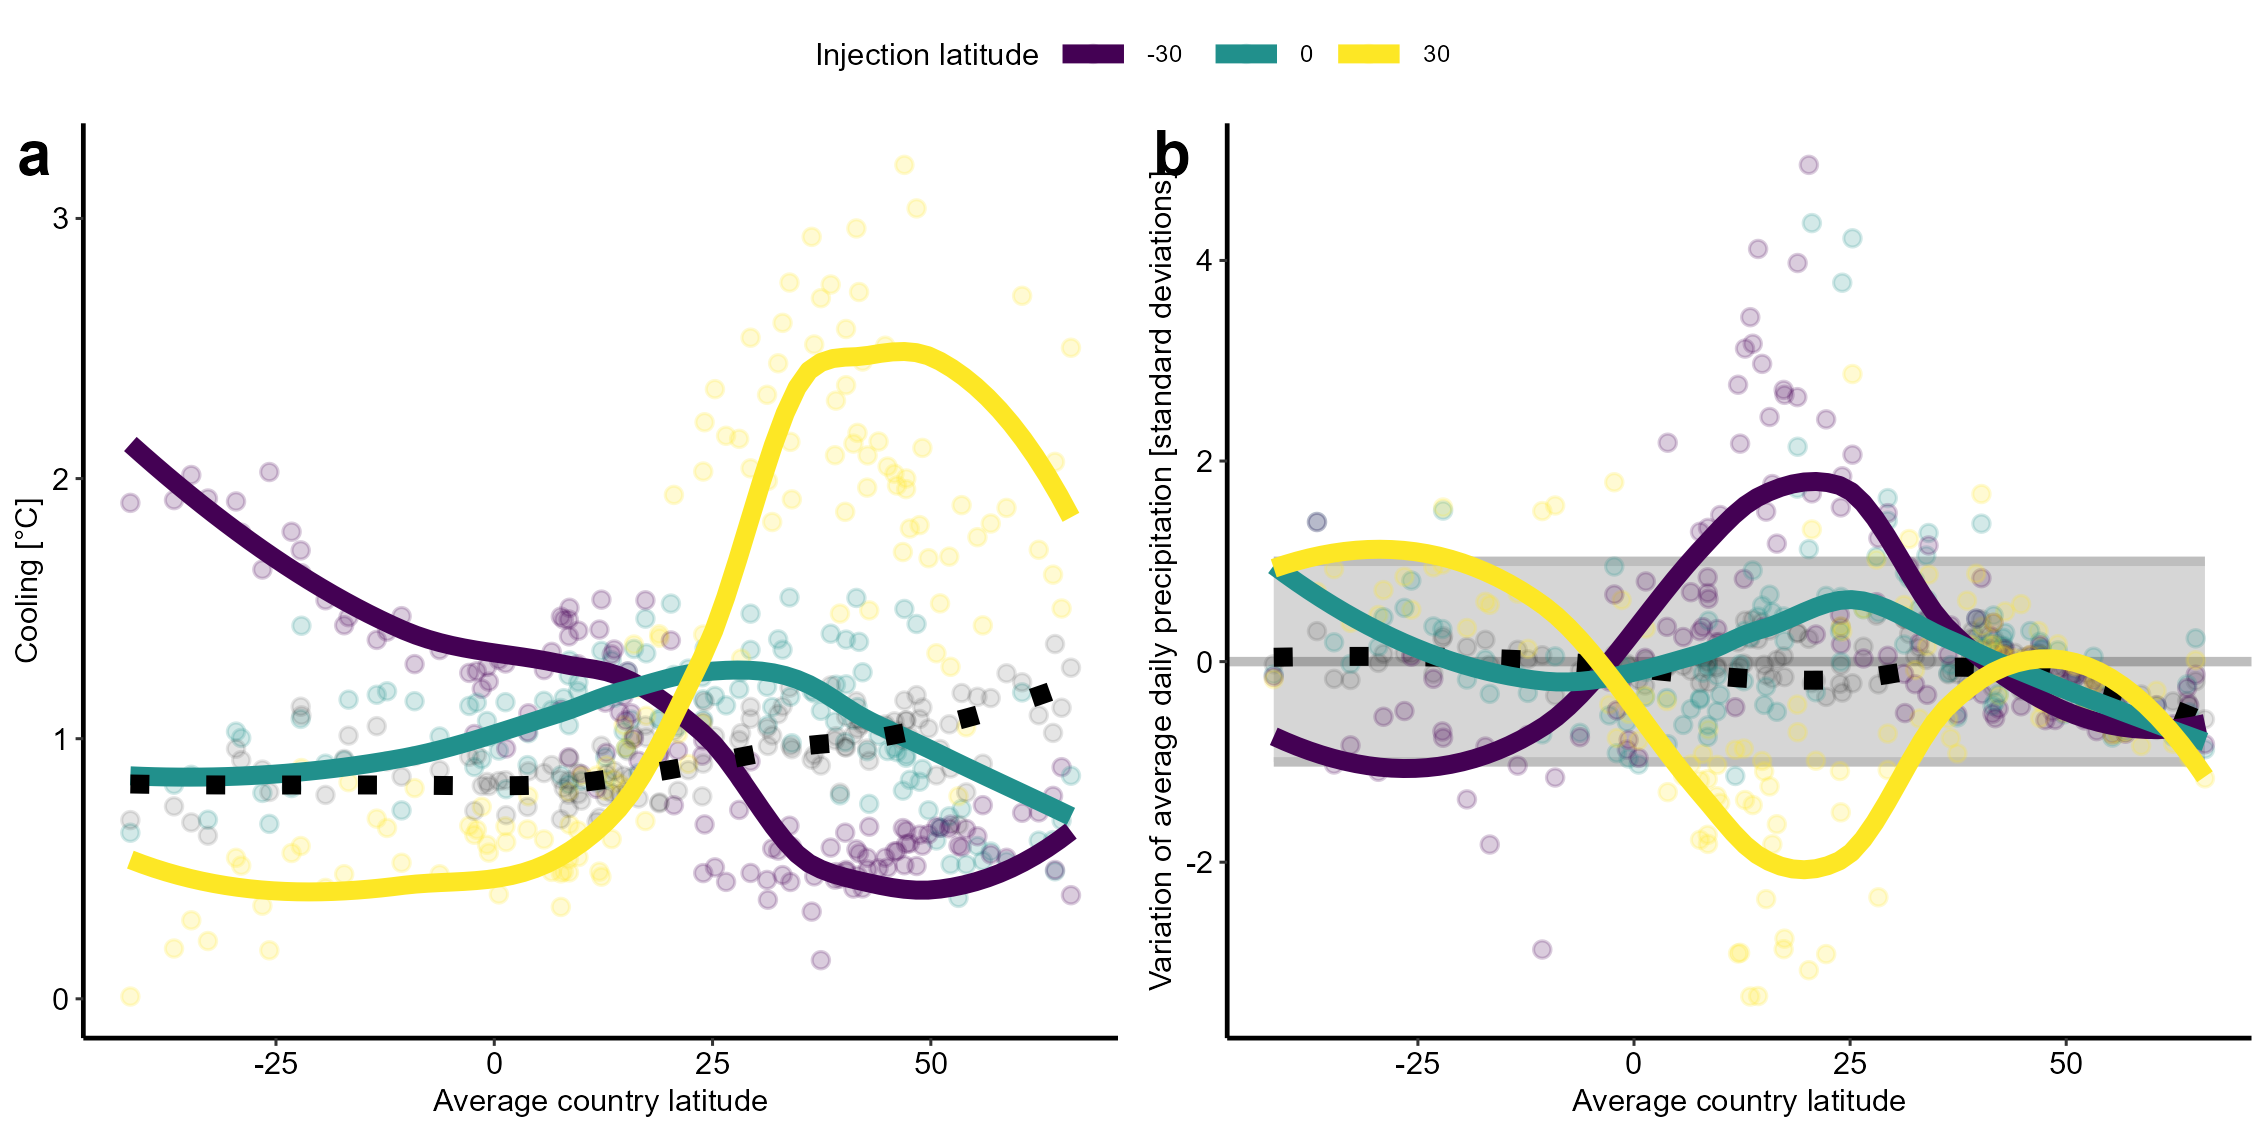 Injection latitude -30 0 30
a
Cooling [°C]
3
2
1
0
-25 0 25 50
Average country latitude
b
Variation of average daily precipitation [standard deviations]
4
2
0
-2
-25 0 25 50
Average country latitude